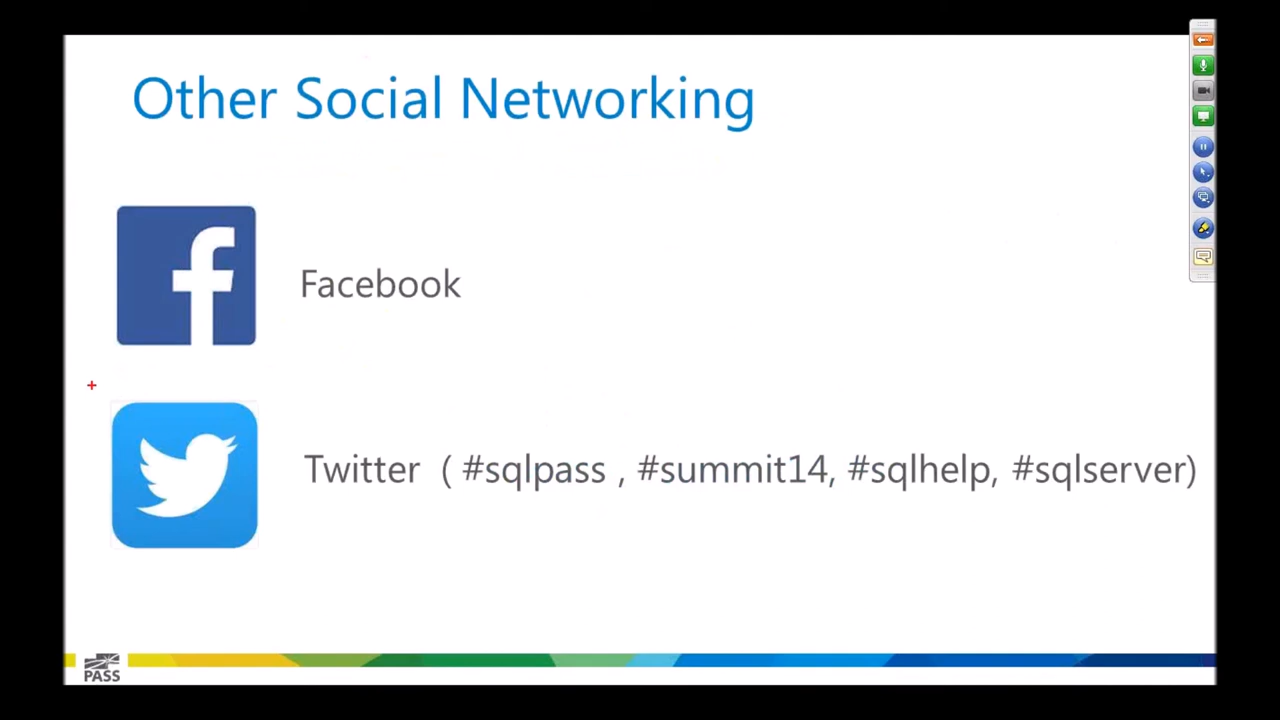 Other Social Networking
Facebook
Twitter ( #sqlpass , #summit14, #sqlhelp, #sqlserver)
PASS